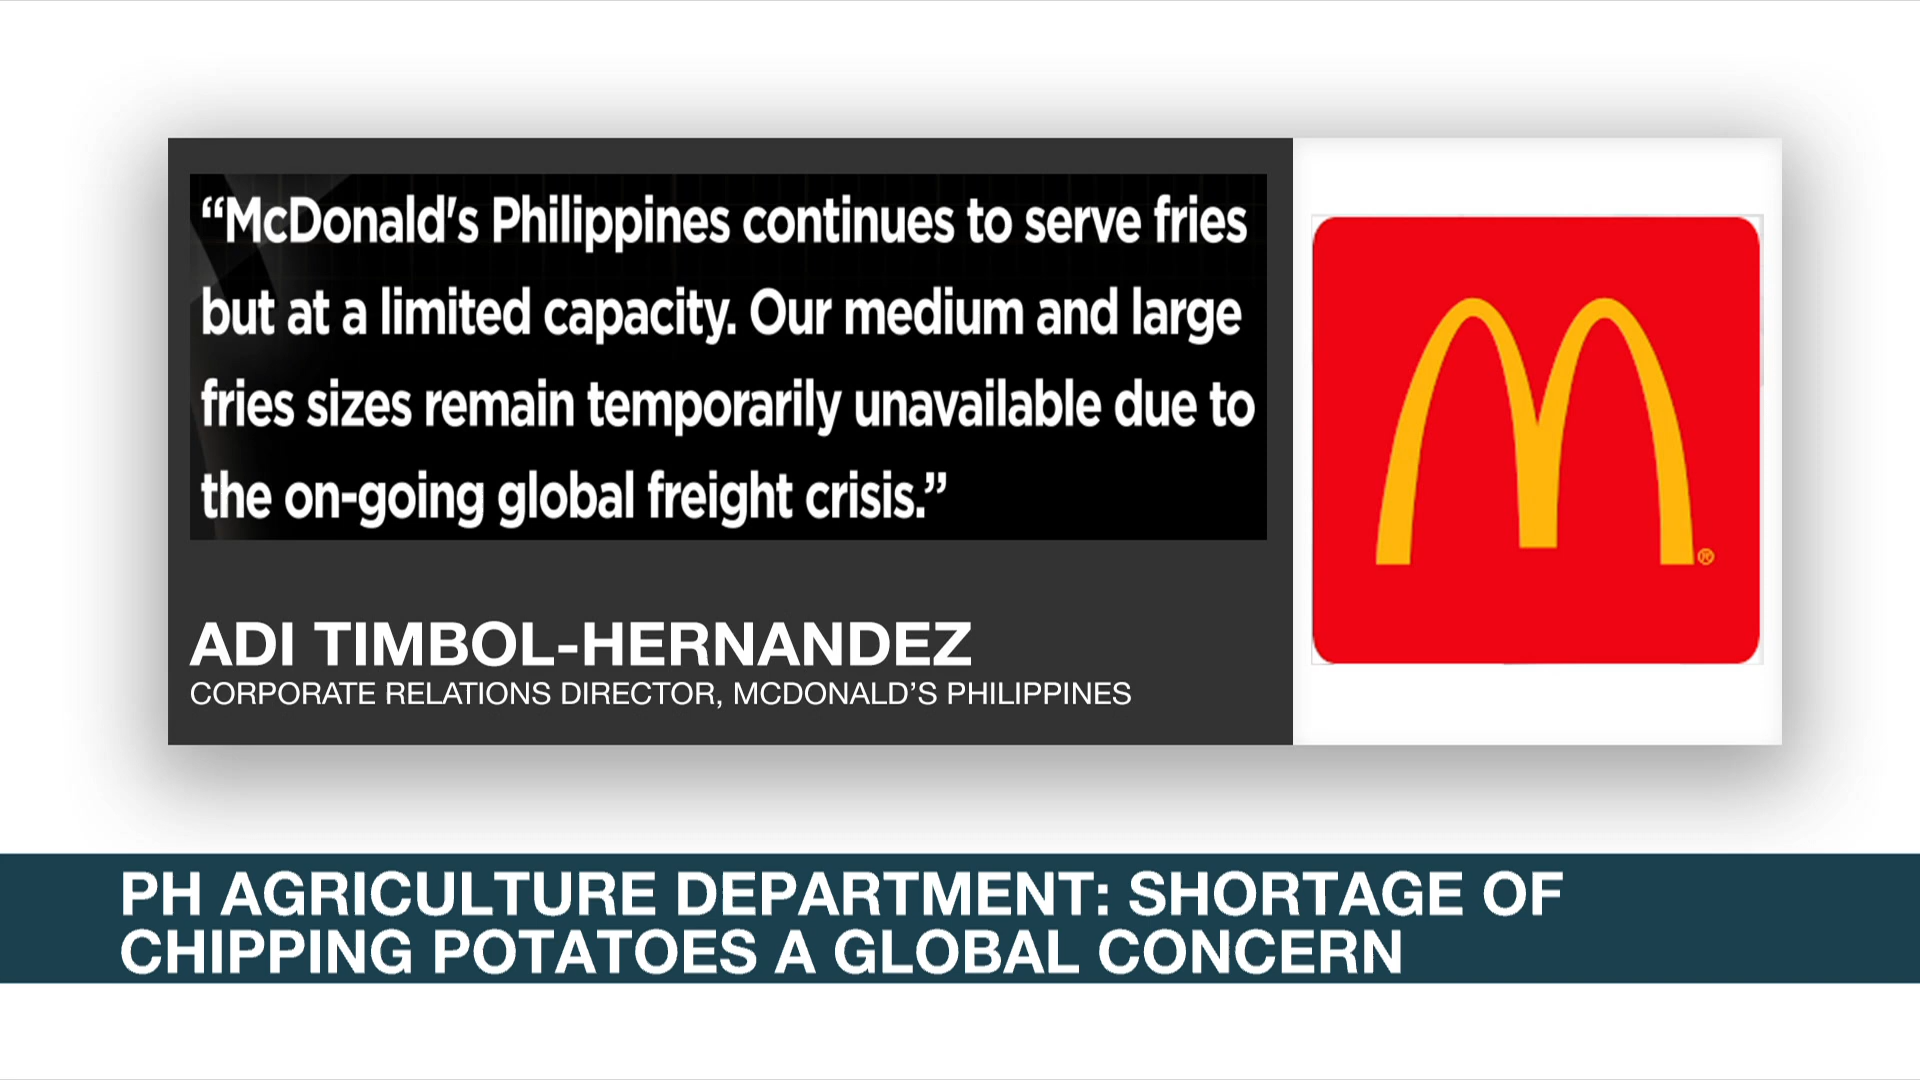 “McDonald's Philippines continues to serve fries
but at a limited capacity. Our medium and large
fries sizes remain temporarily unavailable due to
the on-going global freight crisis.”
ADI TIMBOL-HERNANDEZ
CORPORATE RELATIONS DIRECTOR, MCDONALD’S PHILIPPINES
M
®
PH AGRICULTURE DEPARTMENT: SHORTAGE OF
CHIPPING POTATOES A GLOBAL CONCERN